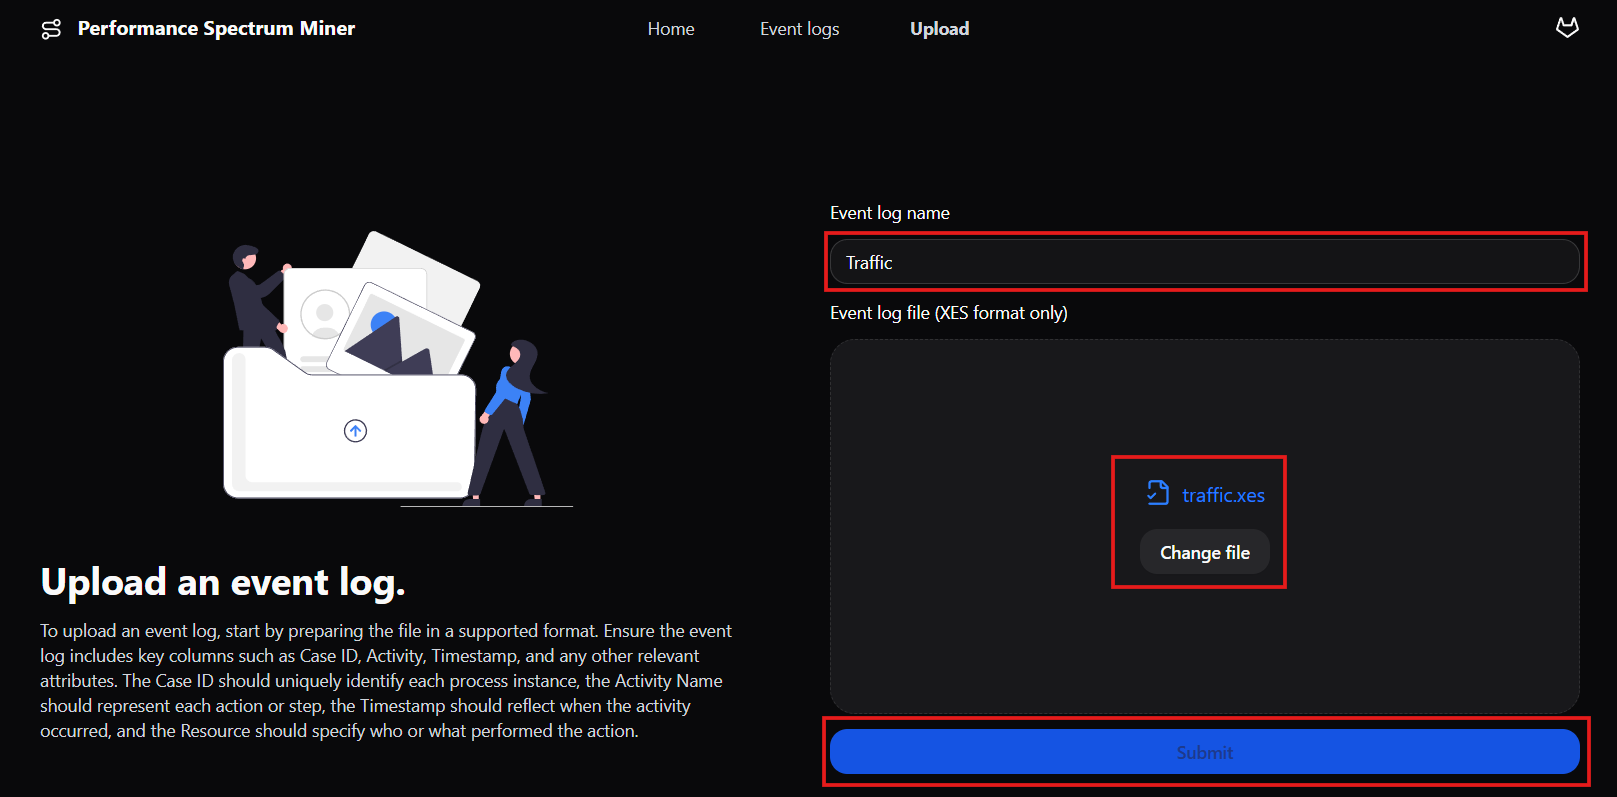 Performance Spectrum Miner
Home
Event logs
Upload
Event log name
Traffic
Event log file (XES format only)
traffic.xes
Change file
Submit
Upload an event log.
To upload an event log, start by preparing the file in a supported format. Ensure the event
log includes key columns such as Case ID, Activity, Timestamp, and any other relevant
attributes. The Case ID should uniquely identify each process instance, the Activity Name
should represent each action or step, the Timestamp should reflect when the activity
occurred, and the Resource should specify who or what performed the action.